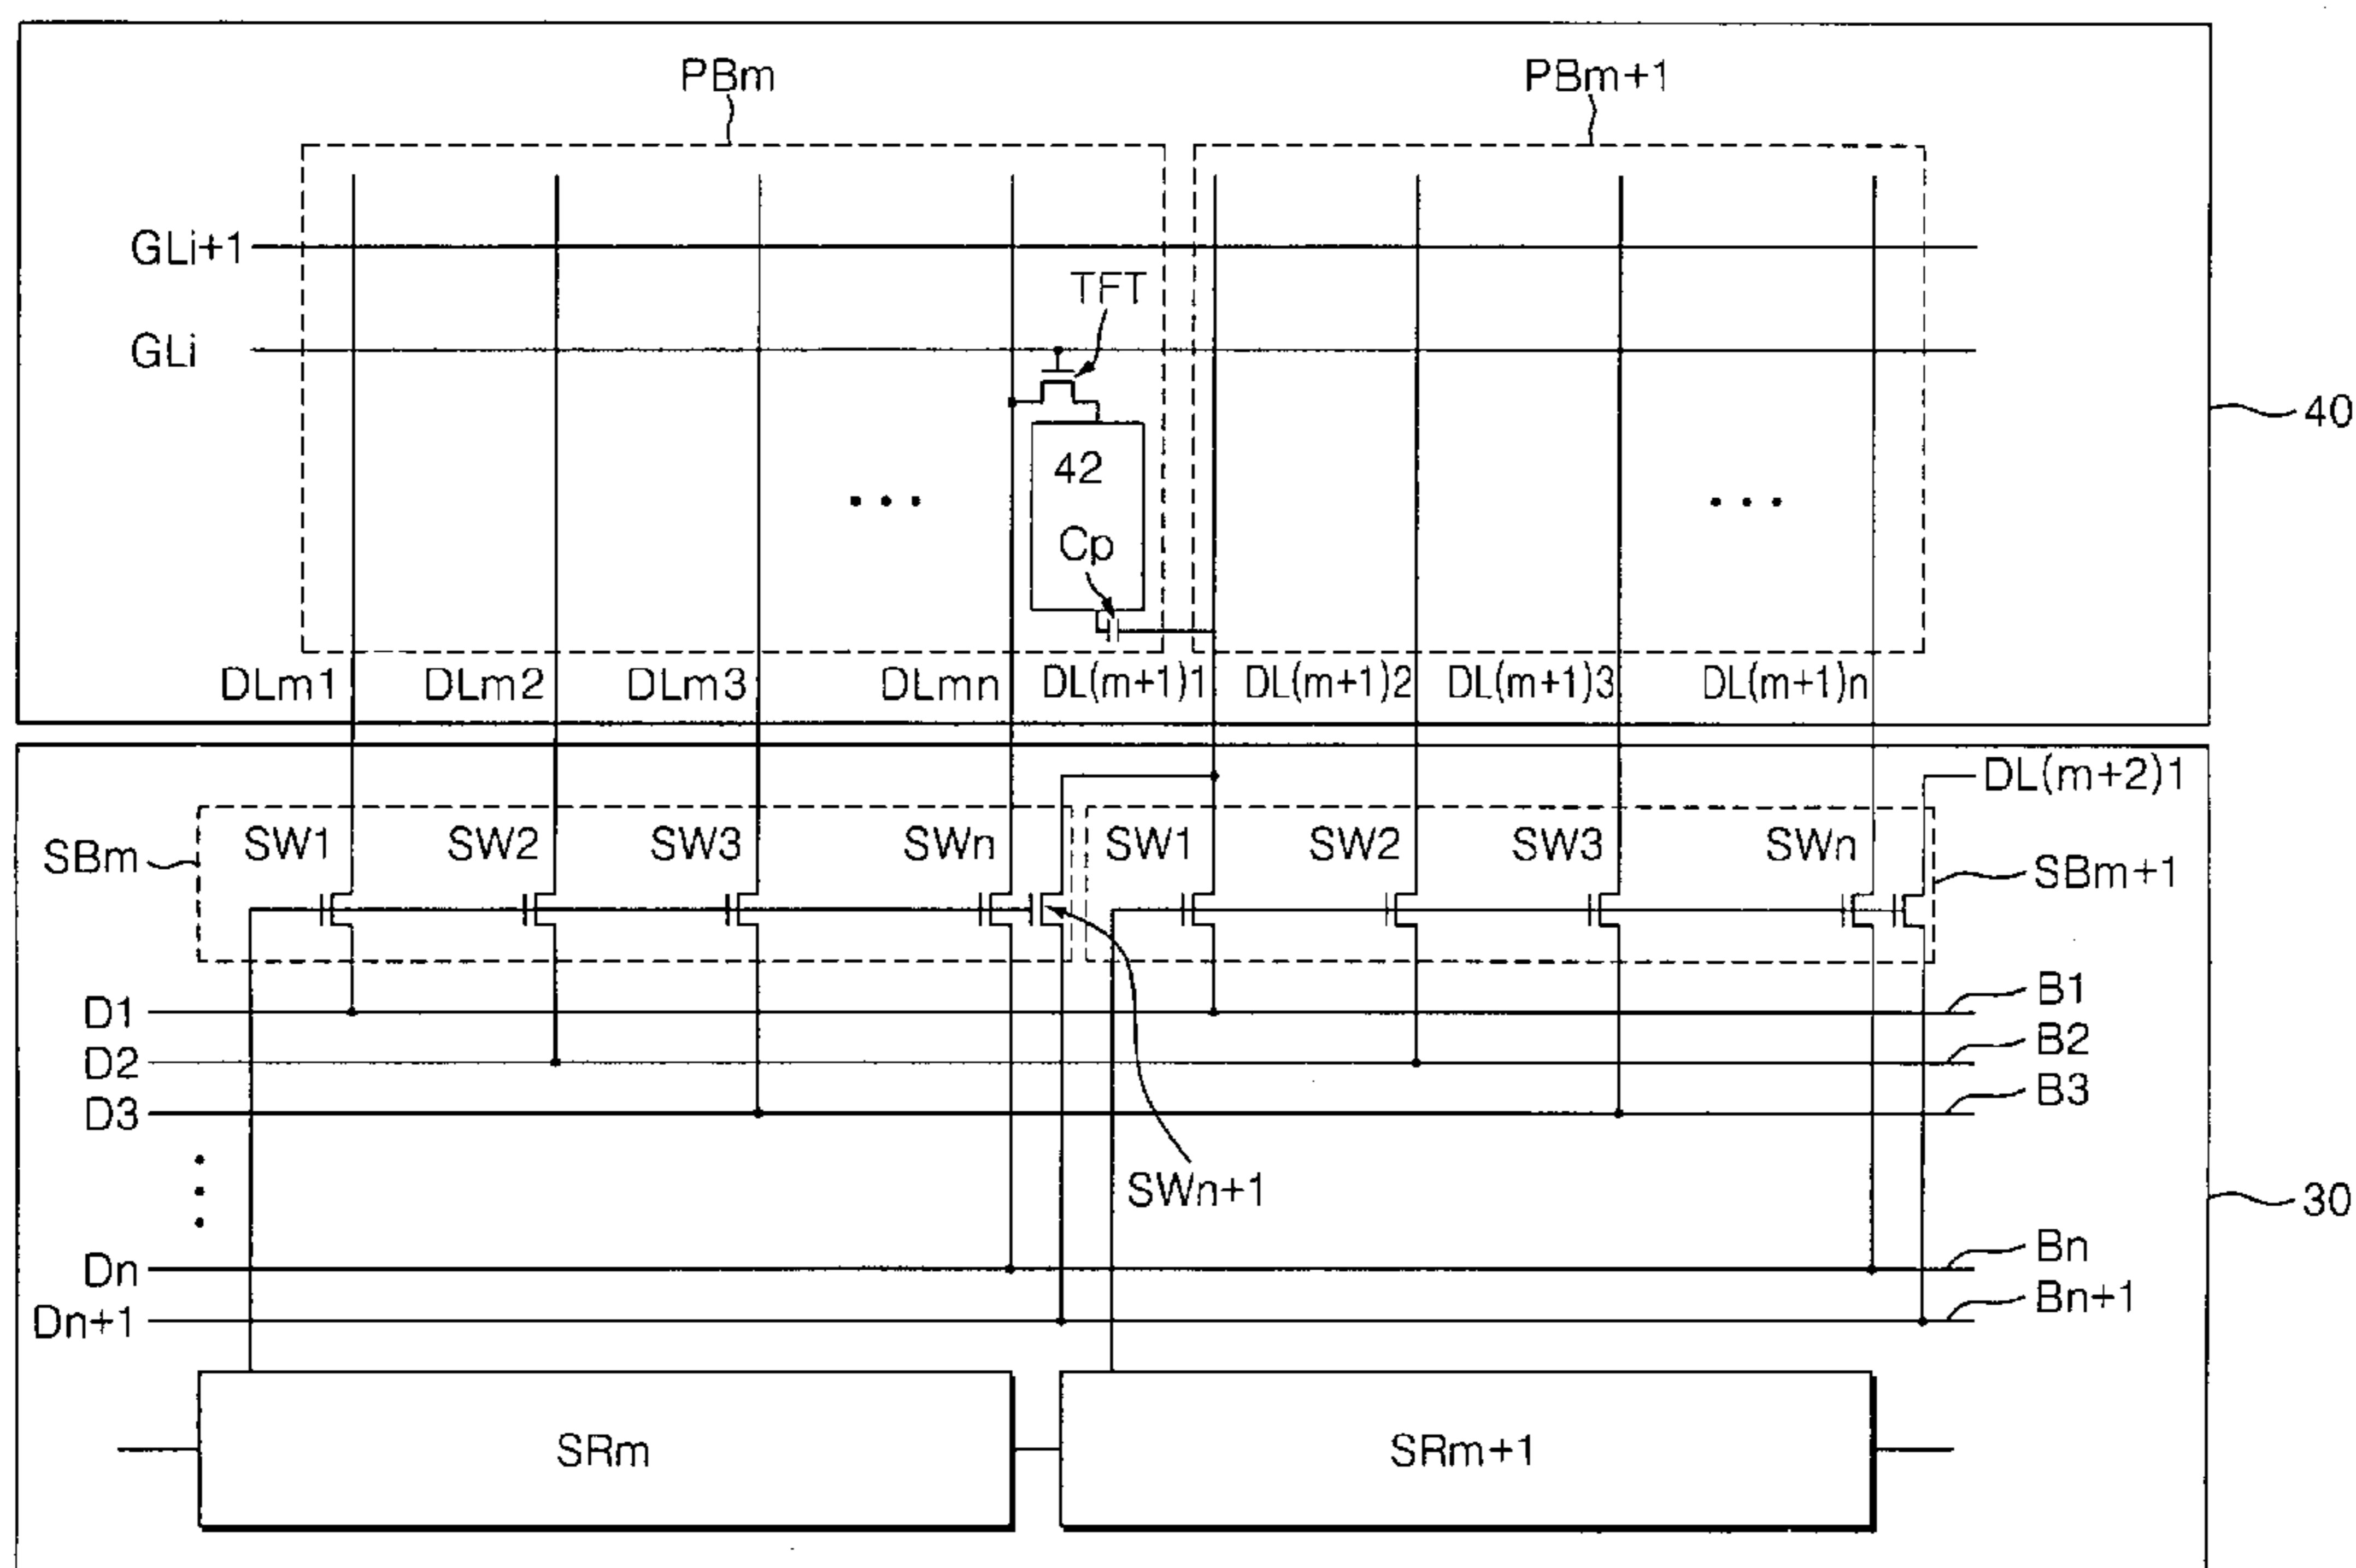 PBm PBm+1
GLi+1
TFT
GLi
40
42
Cp
DLm1 DLm2 DLm3 DLmn DL(m+1)1 DL(m+1)2 DL(m+1)3 DL(m+1)n
DL(m+2)1
SBm SW1 SW2 SW3 SWn SW1 SW2 SW3 SWn SBm+1
D1 B1
D2 B2
D3 B3
SWn+1
30
Dn Bn
Dn+1 Bn+1
SRm SRm+1